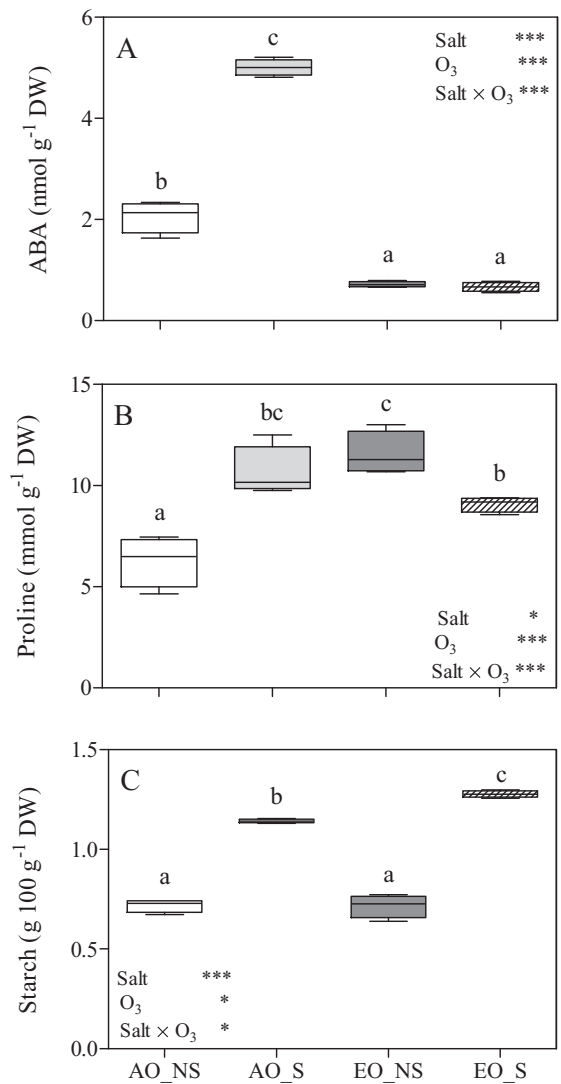 A
ABA (nmol g⁻¹ DW)
6
4
2
0
b
c
a
a
Salt ***
O₃ ***
Salt × O₃ ***
B
Proline (mmol g⁻¹ DW)
15
10
5
0
a
bc
c
b
Salt *
O₃ ***
Salt × O₃ ***
C
Starch (g 100 g⁻¹ DW)
1.5
1.0
0.5
0.0
a
b
a
c
Salt ***
O₃ *
Salt × O₃ *
AO_NS AO_S EO_NS EO_S